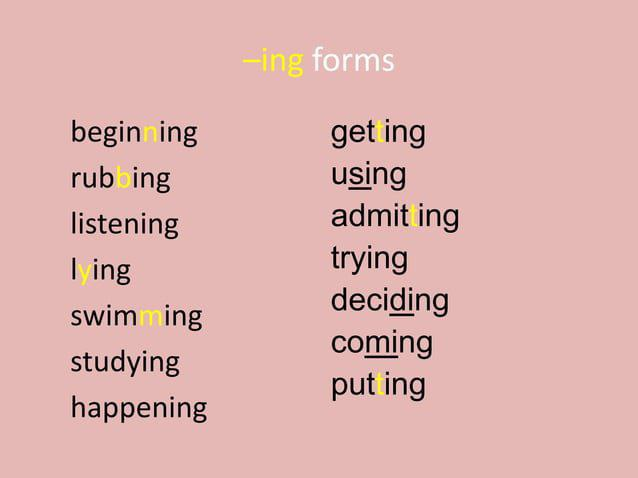 –ing forms
beginning
rubbing
listening
lying
swimming
studying
happening
getting
using
admitting
trying
deciding
coming
putting